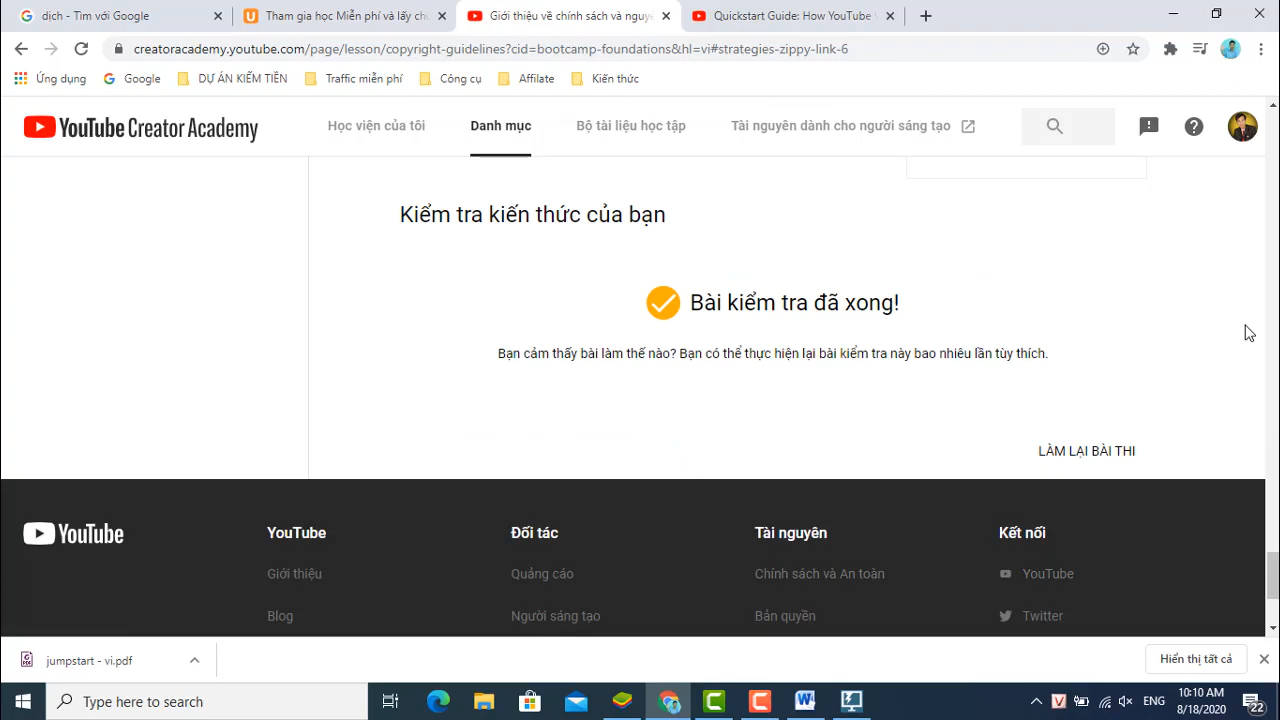 dịch - Tìm với Google
Tham gia học Miễn phí và lấy chú
Giới thiệu về chính sách và nguy
Quickstart Guide: How YouTube
creatoracademy.youtube.com/page/lesson/copyright-guidelines?cid=bootcamp-foundations&hl=vi#strategies-zippy-link-6
Ứng dụng
Google
DỰ ÁN KIẾM TIỀN
Traffic miễn phí
Công cụ
Affilate
Kiến thức
YouTube Creator Academy
Học viện của tôi
Danh mục
Bộ tài liệu học tập
Tài nguyên dành cho người sáng tạo
Kiểm tra kiến thức của bạn
Bài kiểm tra đã xong!
Bạn cảm thấy bài làm thế nào? Bạn có thể thực hiện lại bài kiểm tra này bao nhiêu lần tùy thích.
LÀM LẠI BÀI THI
YouTube
YouTube
Đối tác
Tài nguyên
Kết nối
Giới thiệu
Quảng cáo
Chính sách và An toàn
YouTube
Blog
Người sáng tạo
Bản quyền
Twitter
jumpstart - vi.pdf
Hiển thị tất cả
Type here to search
ENG
10:10 AM
8/18/2020
22